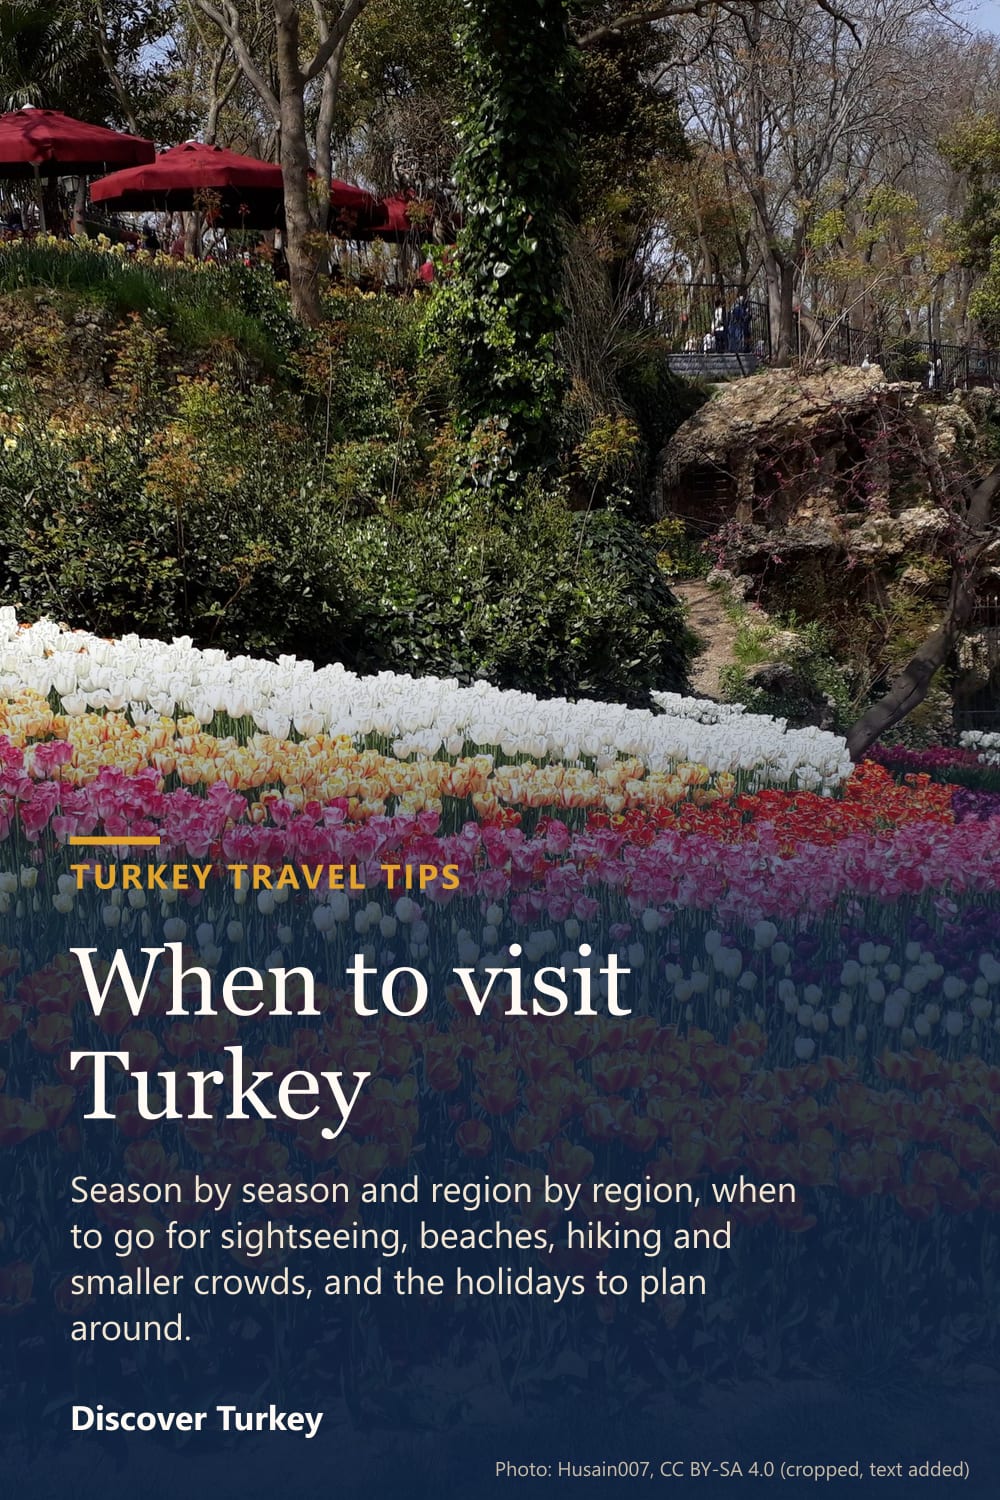 TURKEY TRAVEL TIPS
When to visit
Turkey
Season by season and region by region, when
to go for sightseeing, beaches, hiking and
smaller crowds, and the holidays to plan
around.
Discover Turkey
Photo: Husain007, CC BY-SA 4.0 (cropped, text added)